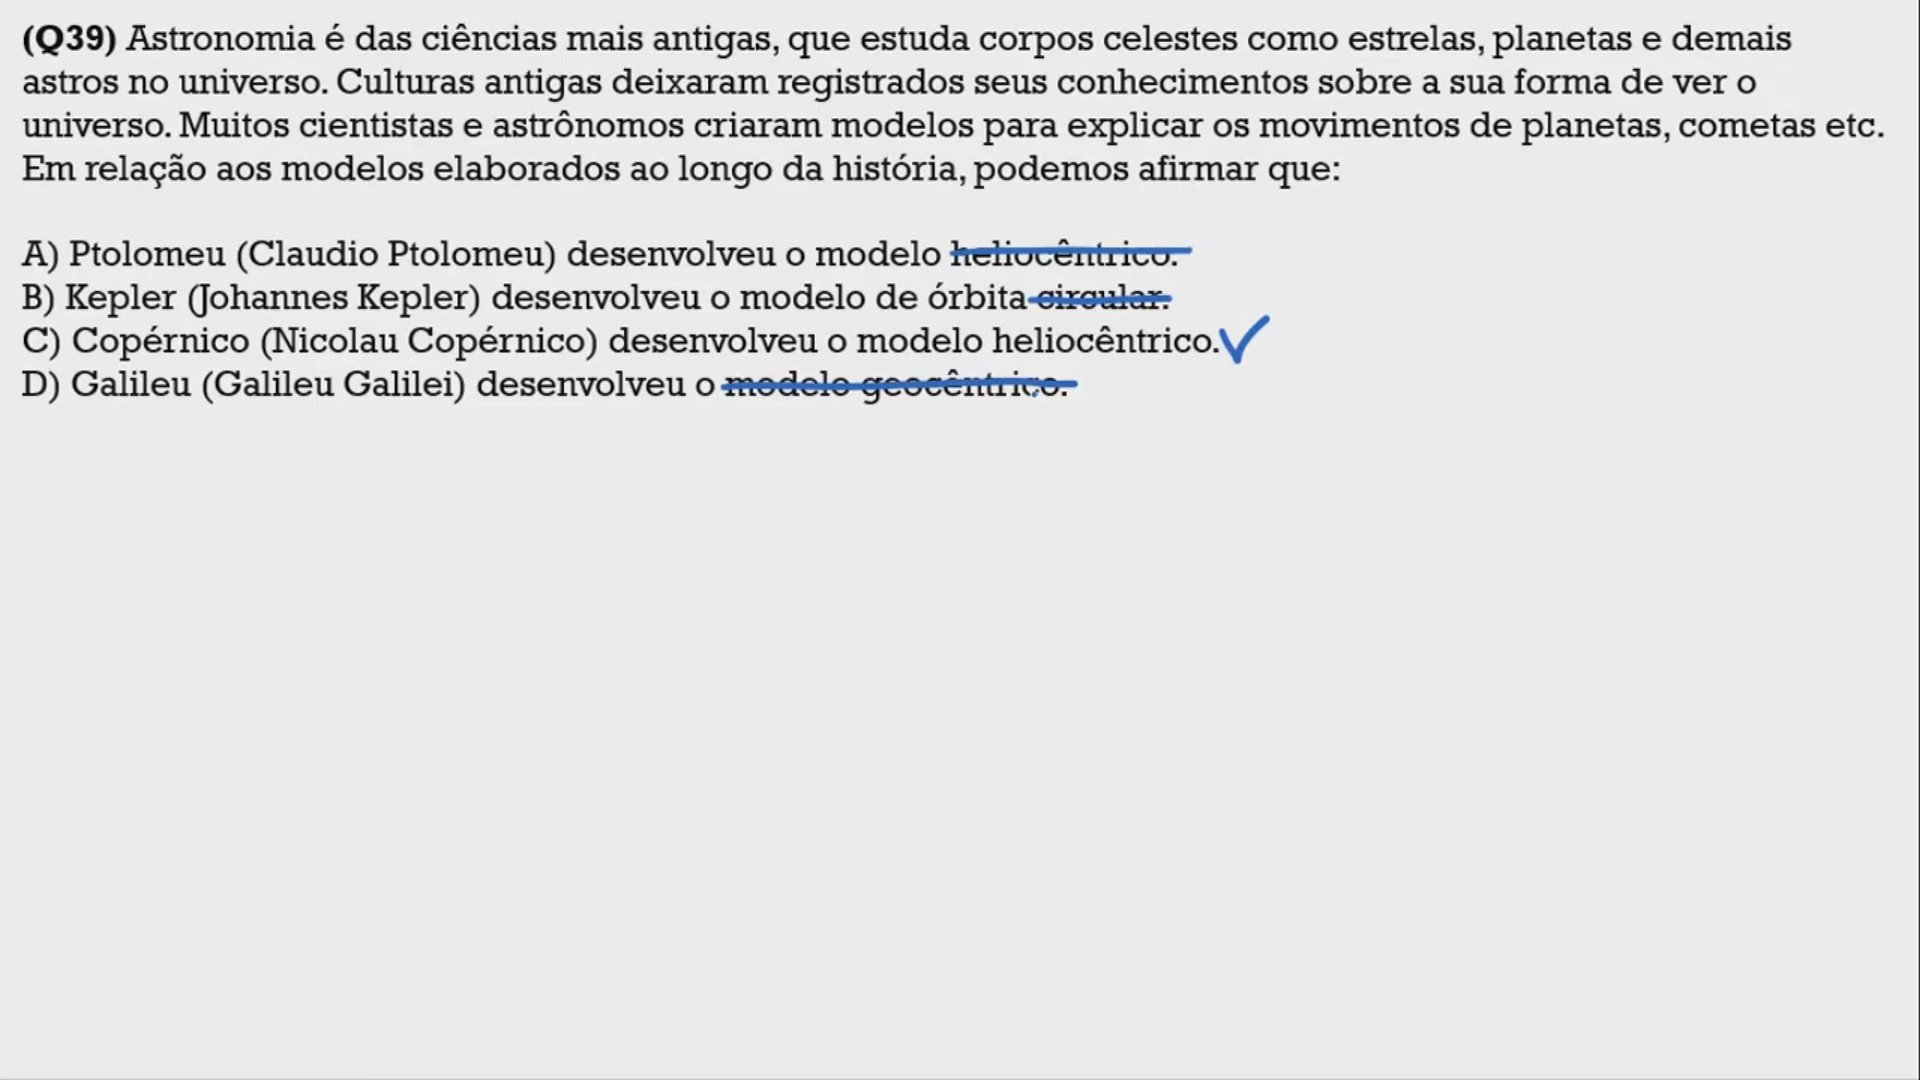 (Q39) Astronomia é das ciências mais antigas, que estuda corpos celestes como estrelas, planetas e demais
astros no universo. Culturas antigas deixaram registrados seus conhecimentos sobre a sua forma de ver o
universo. Muitos cientistas e astrônomos criaram modelos para explicar os movimentos de planetas, cometas etc.
Em relação aos modelos elaborados ao longo da história, podemos afirmar que:
A) Ptolomeu (Claudio Ptolomeu) desenvolveu o modelo heliocêntrico.
B) Kepler (Johannes Kepler) desenvolveu o modelo de órbita circular.
C) Copérnico (Nicolau Copérnico) desenvolveu o modelo heliocêntrico.
D) Galileu (Galileu Galilei) desenvolveu o modelo geocêntrico.